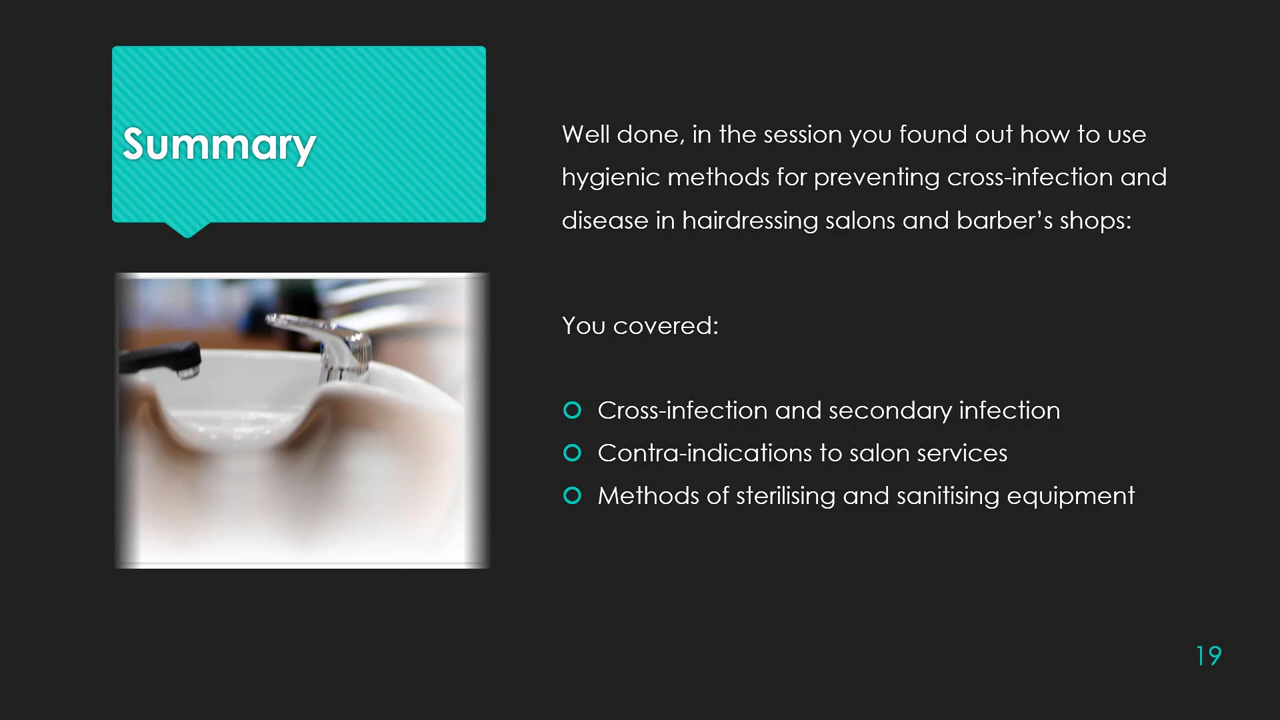 Summary
Well done, in the session you found out how to use
hygienic methods for preventing cross-infection and
disease in hairdressing salons and barber’s shops:
You covered:
Cross-infection and secondary infection
Contra-indications to salon services
Methods of sterilising and sanitising equipment
19